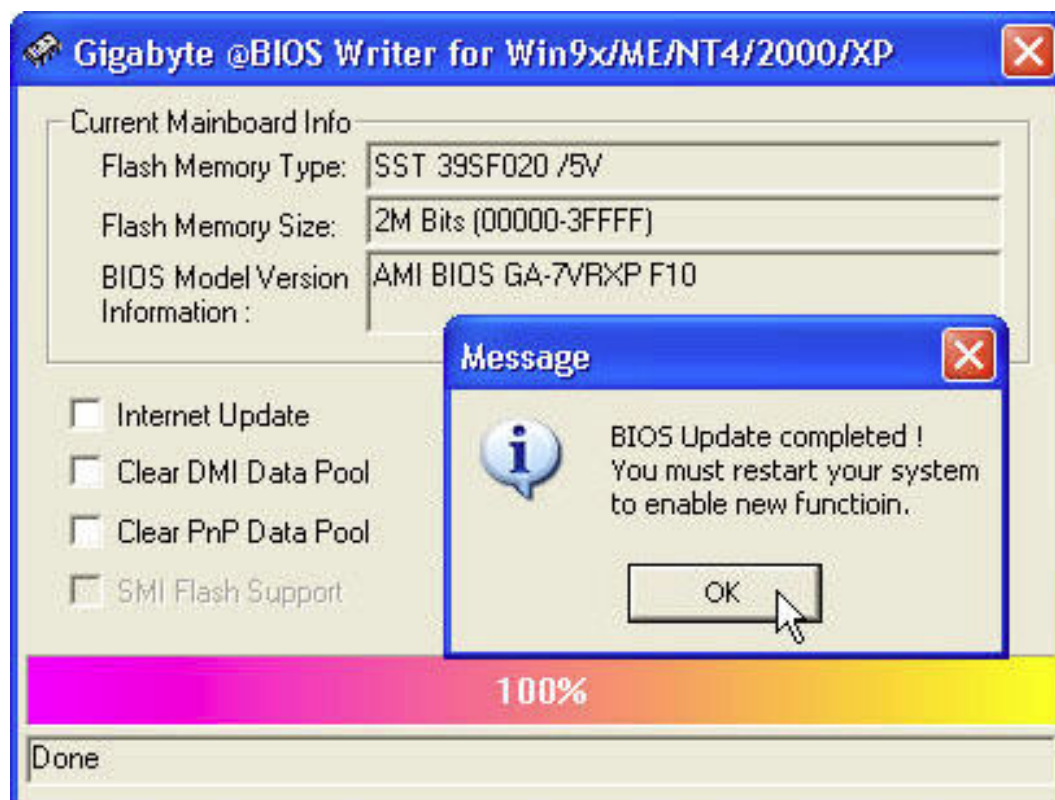 Gigabyte @BIOS Writer for Win9x/ME/NT4/2000/XP
Current Mainboard Info
Flash Memory Type: SST 39SF020 /5V
Flash Memory Size: 2M Bits (00000-3FFFF)
BIOS Model Version AMI BIOS GA-7VRXP F10
Information :
Internet Update
Clear DMI Data Pool
Clear PnP Data Pool
SMI Flash Support
Message
BIOS Update completed !
You must restart your system
to enable new functioin.
OK
100%
Done